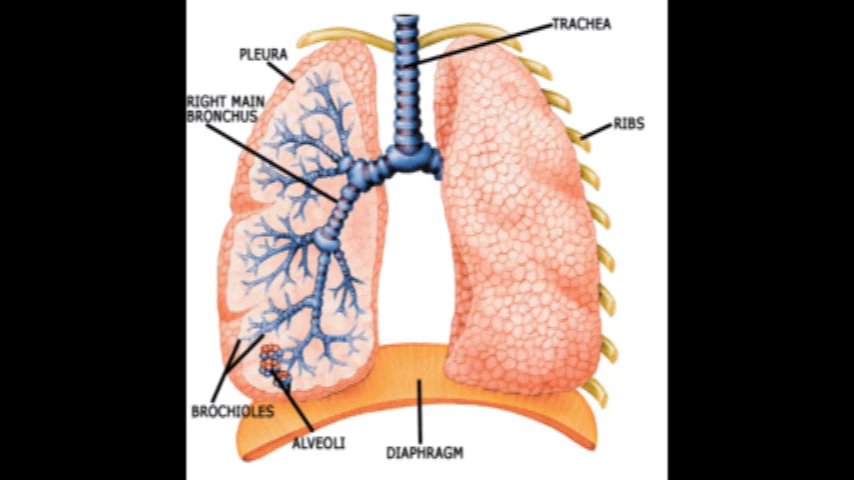 TRACHEA
PLEURA
RIGHT MAIN
BRONCHUS
RIBS
BROCHIOLES
ALVEOLI
DIAPHRAGM